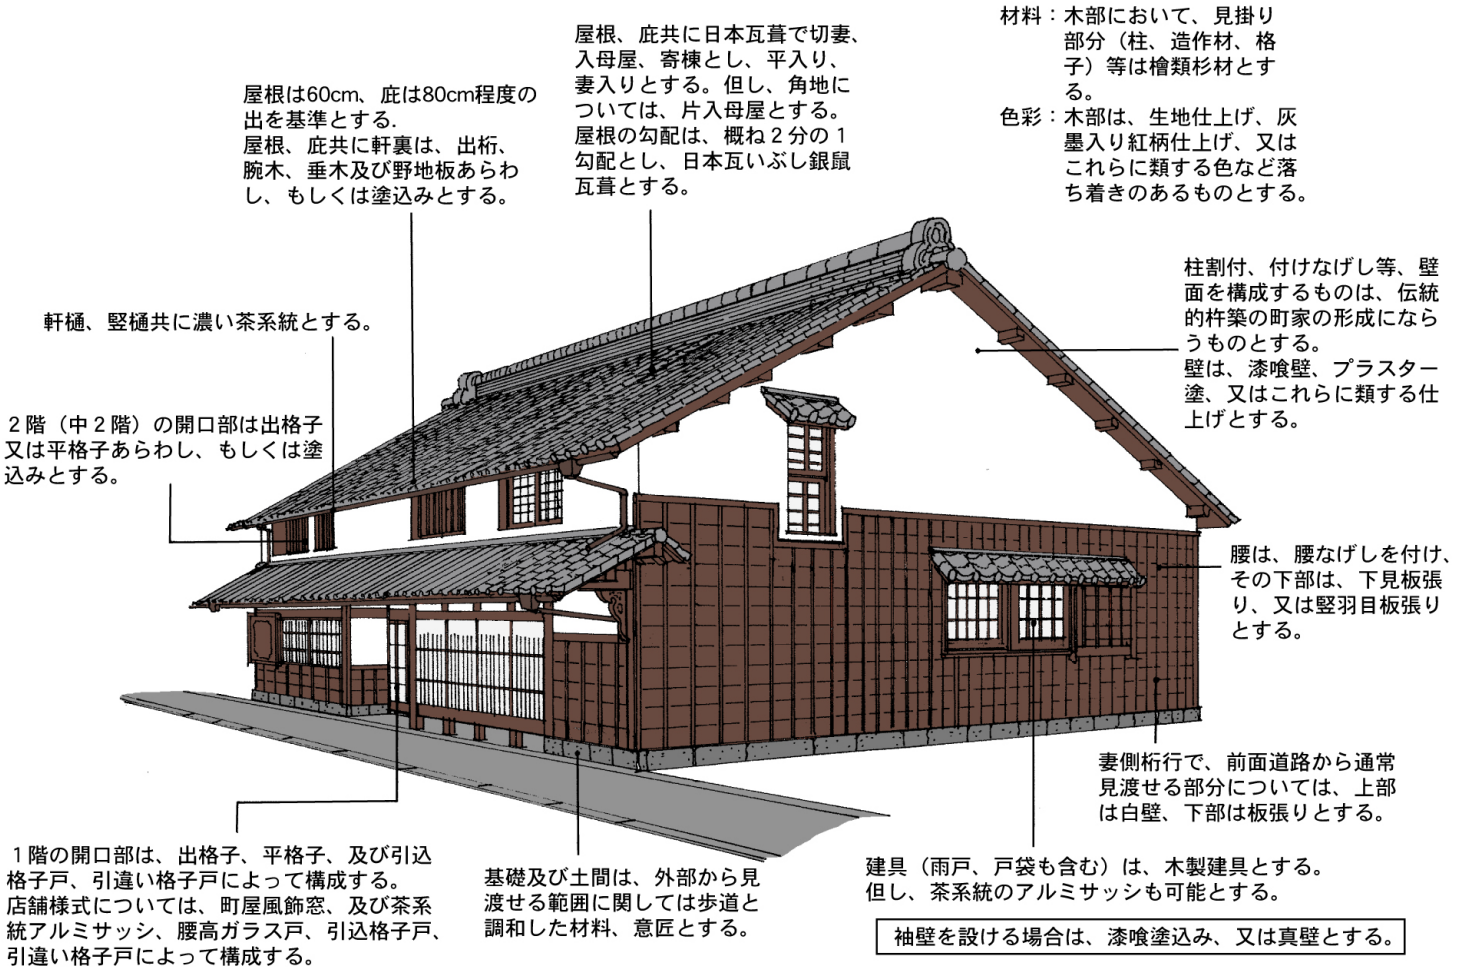 屋根、庇共に日本瓦葺で切妻、
入母屋、寄棟とし、平入り、
妻入りとする。但し、角地に
ついては、片入母屋とする。
屋根の勾配は、概ね２分の１
勾配とし、日本瓦いぶし銀鼠
瓦葺とする。
材料：木部において、見掛り
部分（柱、造作材、格
子）等は檜類杉材とす
る。
色彩：木部は、生地仕上げ、灰
墨入り紅柄仕上げ、又は
これらに類する色など落
ち着きのあるものとする。
屋根は60cm、庇は80cm程度の
出を基準とする.
屋根、庇共に軒裏は、出桁、
腕木、垂木及び野地板あらわ
し、もしくは塗込みとする。
軒樋、竪樋共に濃い茶系統とする。
２階（中２階）の開口部は出格子
又は平格子あらわし、もしくは塗
込みとする。
柱割付、付けなげし等、壁
面を構成するものは、伝統
的杵築の町家の形成になら
うものとする。
壁は、漆喰壁、プラスター
塗、又はこれらに類する仕
上げとする。
腰は、腰なげしを付け、
その下部は、下見板張
り、又は竪羽目板張り
とする。
妻側桁行で、前面道路から通常
見渡せる部分については、上部
は白壁、下部は板張りとする。
１階の開口部は、出格子、平格子、及び引込
格子戸、引違い格子戸によって構成する。
店舗様式については、町屋風飾窓、及び茶系
統アルミサッシ、腰高ガラス戸、引込格子戸、
引違い格子戸によって構成する。
基礎及び土間は、外部から見
渡せる範囲に関しては歩道と
調和した材料、意匠とする。
建具（雨戸、戸袋も含む）は、木製建具とする。
但し、茶系統のアルミサッシも可能とする。
袖壁を設ける場合は、漆喰塗込み、又は真壁とする。